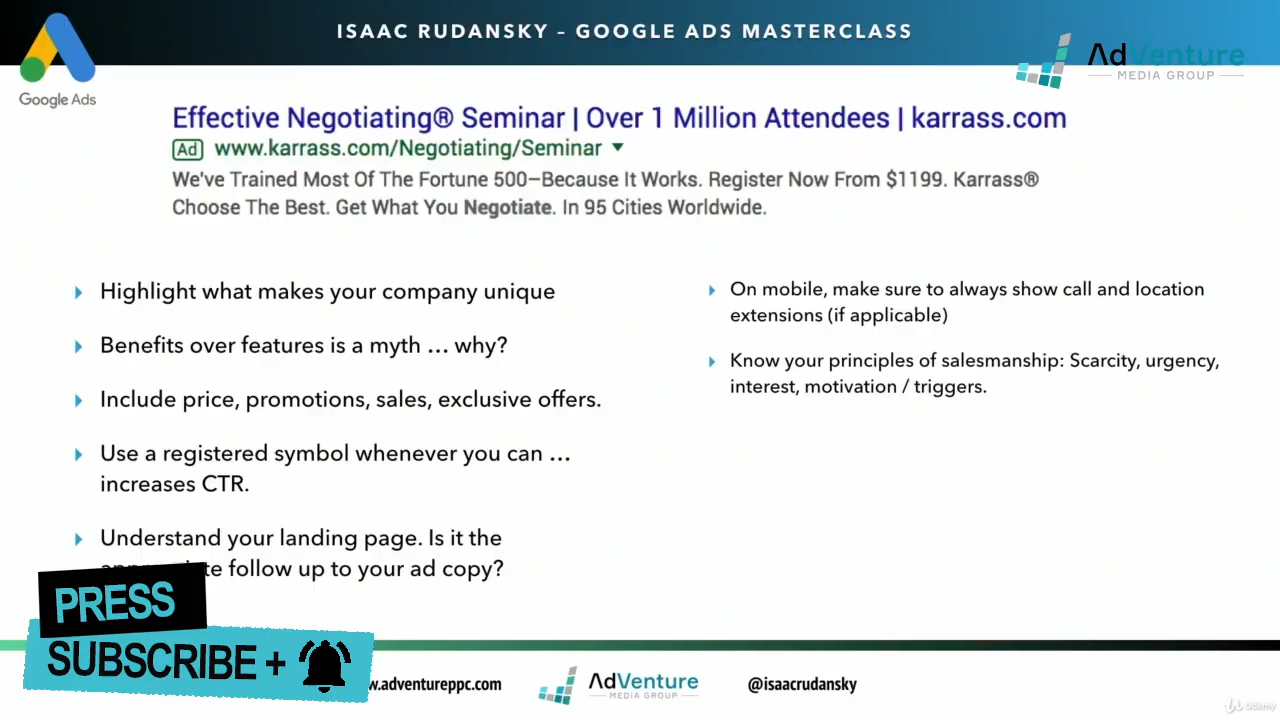 ISAAC RUDANSKY – GOOGLE ADS MASTERCLASS
AdVenture
MEDIA GROUP
Google Ads
Effective Negotiating® Seminar | Over 1 Million Attendees | karrass.com
Ad www.karrass.com/Negotiating/Seminar
We've Trained Most Of The Fortune 500–Because It Works. Register Now From $1199. Karrass®
Choose The Best. Get What You Negotiate. In 95 Cities Worldwide.
Highlight what makes your company unique
Benefits over features is a myth … why?
Include price, promotions, sales, exclusive offers.
Use a registered symbol whenever you can …
increases CTR.
Understand your landing page. Is it the
follow up to your ad copy?
On mobile, make sure to always show call and location
extensions (if applicable)
Know your principles of salesmanship: Scarcity, urgency,
interest, motivation / triggers.
PRESS
SUBSCRIBE +
w.adventureppc.com
AdVenture
MEDIA GROUP
@isaacrudansky
Udemy